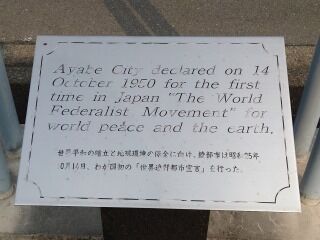 Ayabe City declared on 14
October 1950 for the first
time in Japan "The World
Federalist Movement" for
world peace and the earth.
世界平和の確立と地球環境の保全に向け、綾部市は昭和25年
10月14日、わが国初の「世界連邦都市宣言」を行った。